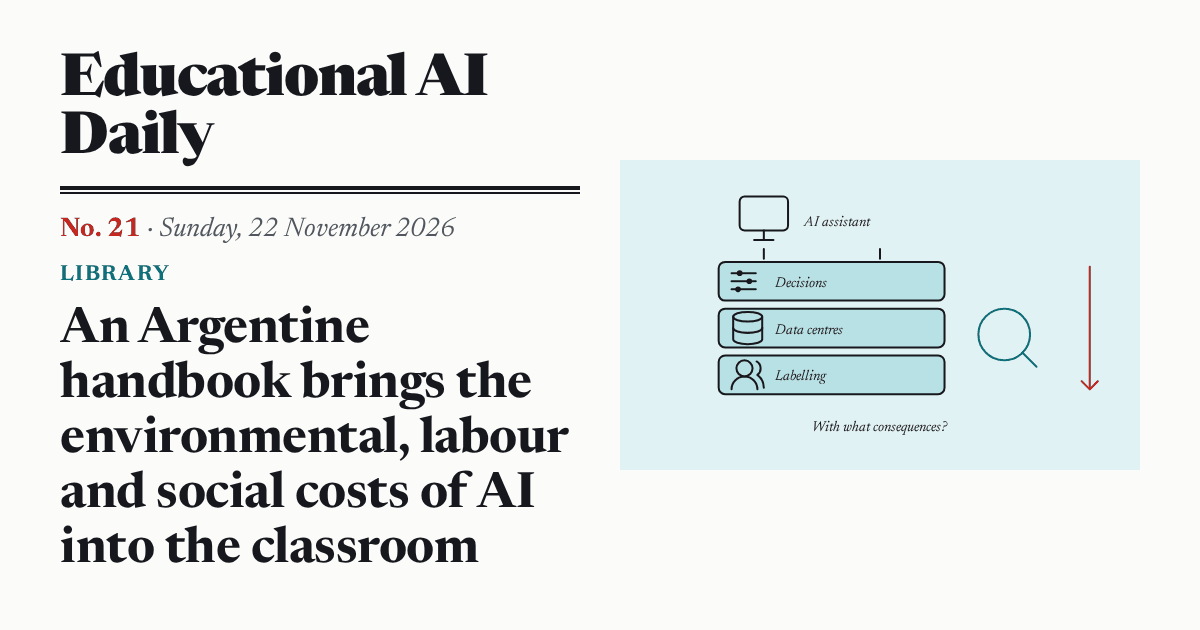 Educational AI
Daily
No. 21 · Sunday, 22 November 2026
LIBRARY
An Argentine
handbook brings the
environmental, labour
and social costs of AI
into the classroom
AI assistant
Decisions
Data centres
Labelling
With what consequences?